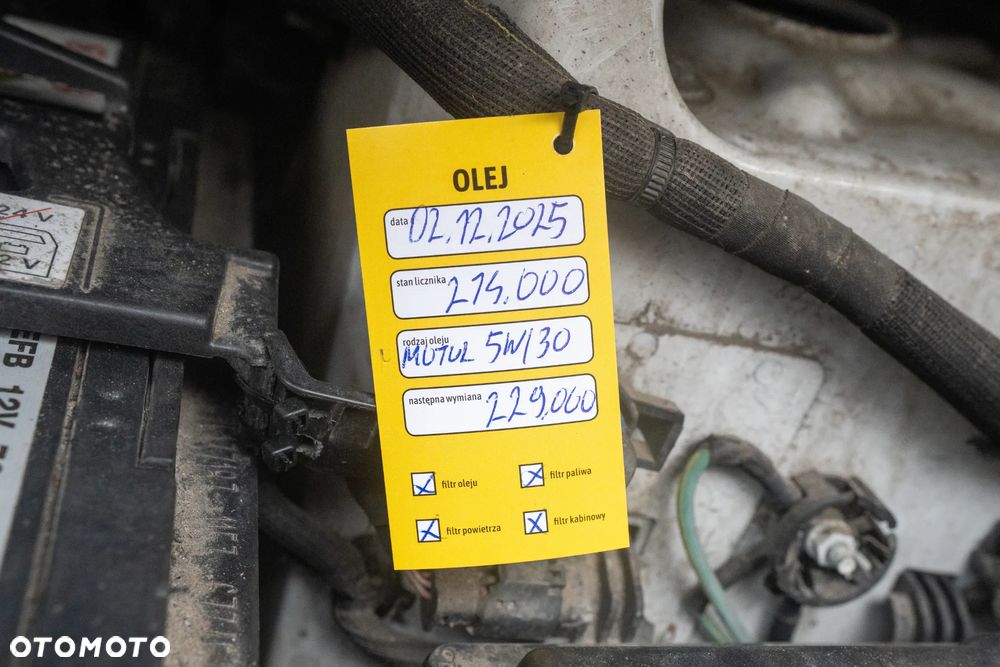 OLEJ
data 02.12.2025
stan licznika 214.000
rodzaj oleju
MOTUL 5W/30
następna wymiana 229.000
filtr oleju
filtr paliwa
filtr powietrza
filtr kabinowy
24 V
EFB 12V
OTOMOTO